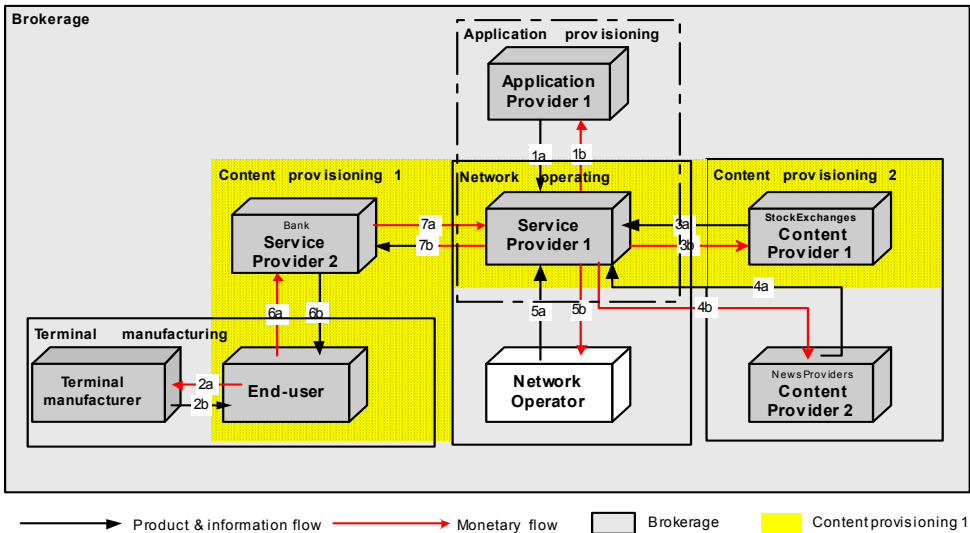 Brokerage
Application provisioning
Application
Provider 1
1a
1b
Content provisioning 1
Network operating
Content provisioning 2
Bank
Service
Provider 2
7a
7b
Service
Provider 1
3a
3b
StockExchanges
Content
Provider 1
6a
6b
5a
5b
4a
4b
Terminal manufacturing
Terminal
manufacturer
2a
2b
End-user
Network
Operator
NewsProviders
Content
Provider 2
Product & information flow
Monetary flow
Brokerage
Content provisioning 1